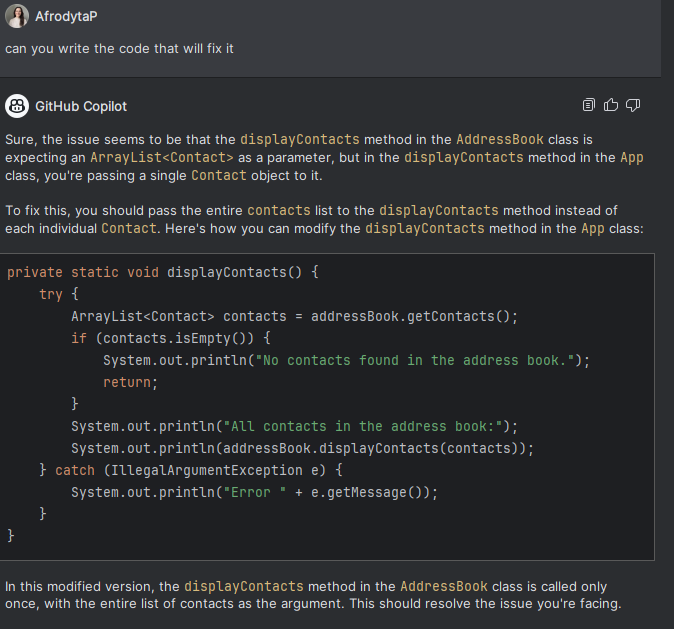 AfrodytaP
can you write the code that will fix it
GitHub Copilot
Sure, the issue seems to be that the displayContacts method in the AddressBook class is
expecting an ArrayList<Contact> as a parameter, but in the displayContacts method in the App
class, you're passing a single Contact object to it.
To fix this, you should pass the entire contacts list to the displayContacts method instead of
each individual Contact. Here's how you can modify the displayContacts method in the App class:
private static void displayContacts() {
    try {
        ArrayList<Contact> contacts = addressBook.getContacts();
        if (contacts.isEmpty()) {
            System.out.println("No contacts found in the address book.");
            return;
        }
        System.out.println("All contacts in the address book:");
        System.out.println(addressBook.displayContacts(contacts));
    } catch (IllegalArgumentException e) {
        System.out.println("Error " + e.getMessage());
    }
}
In this modified version, the displayContacts method in the AddressBook class is called only
once, with the entire list of contacts as the argument. This should resolve the issue you're facing.